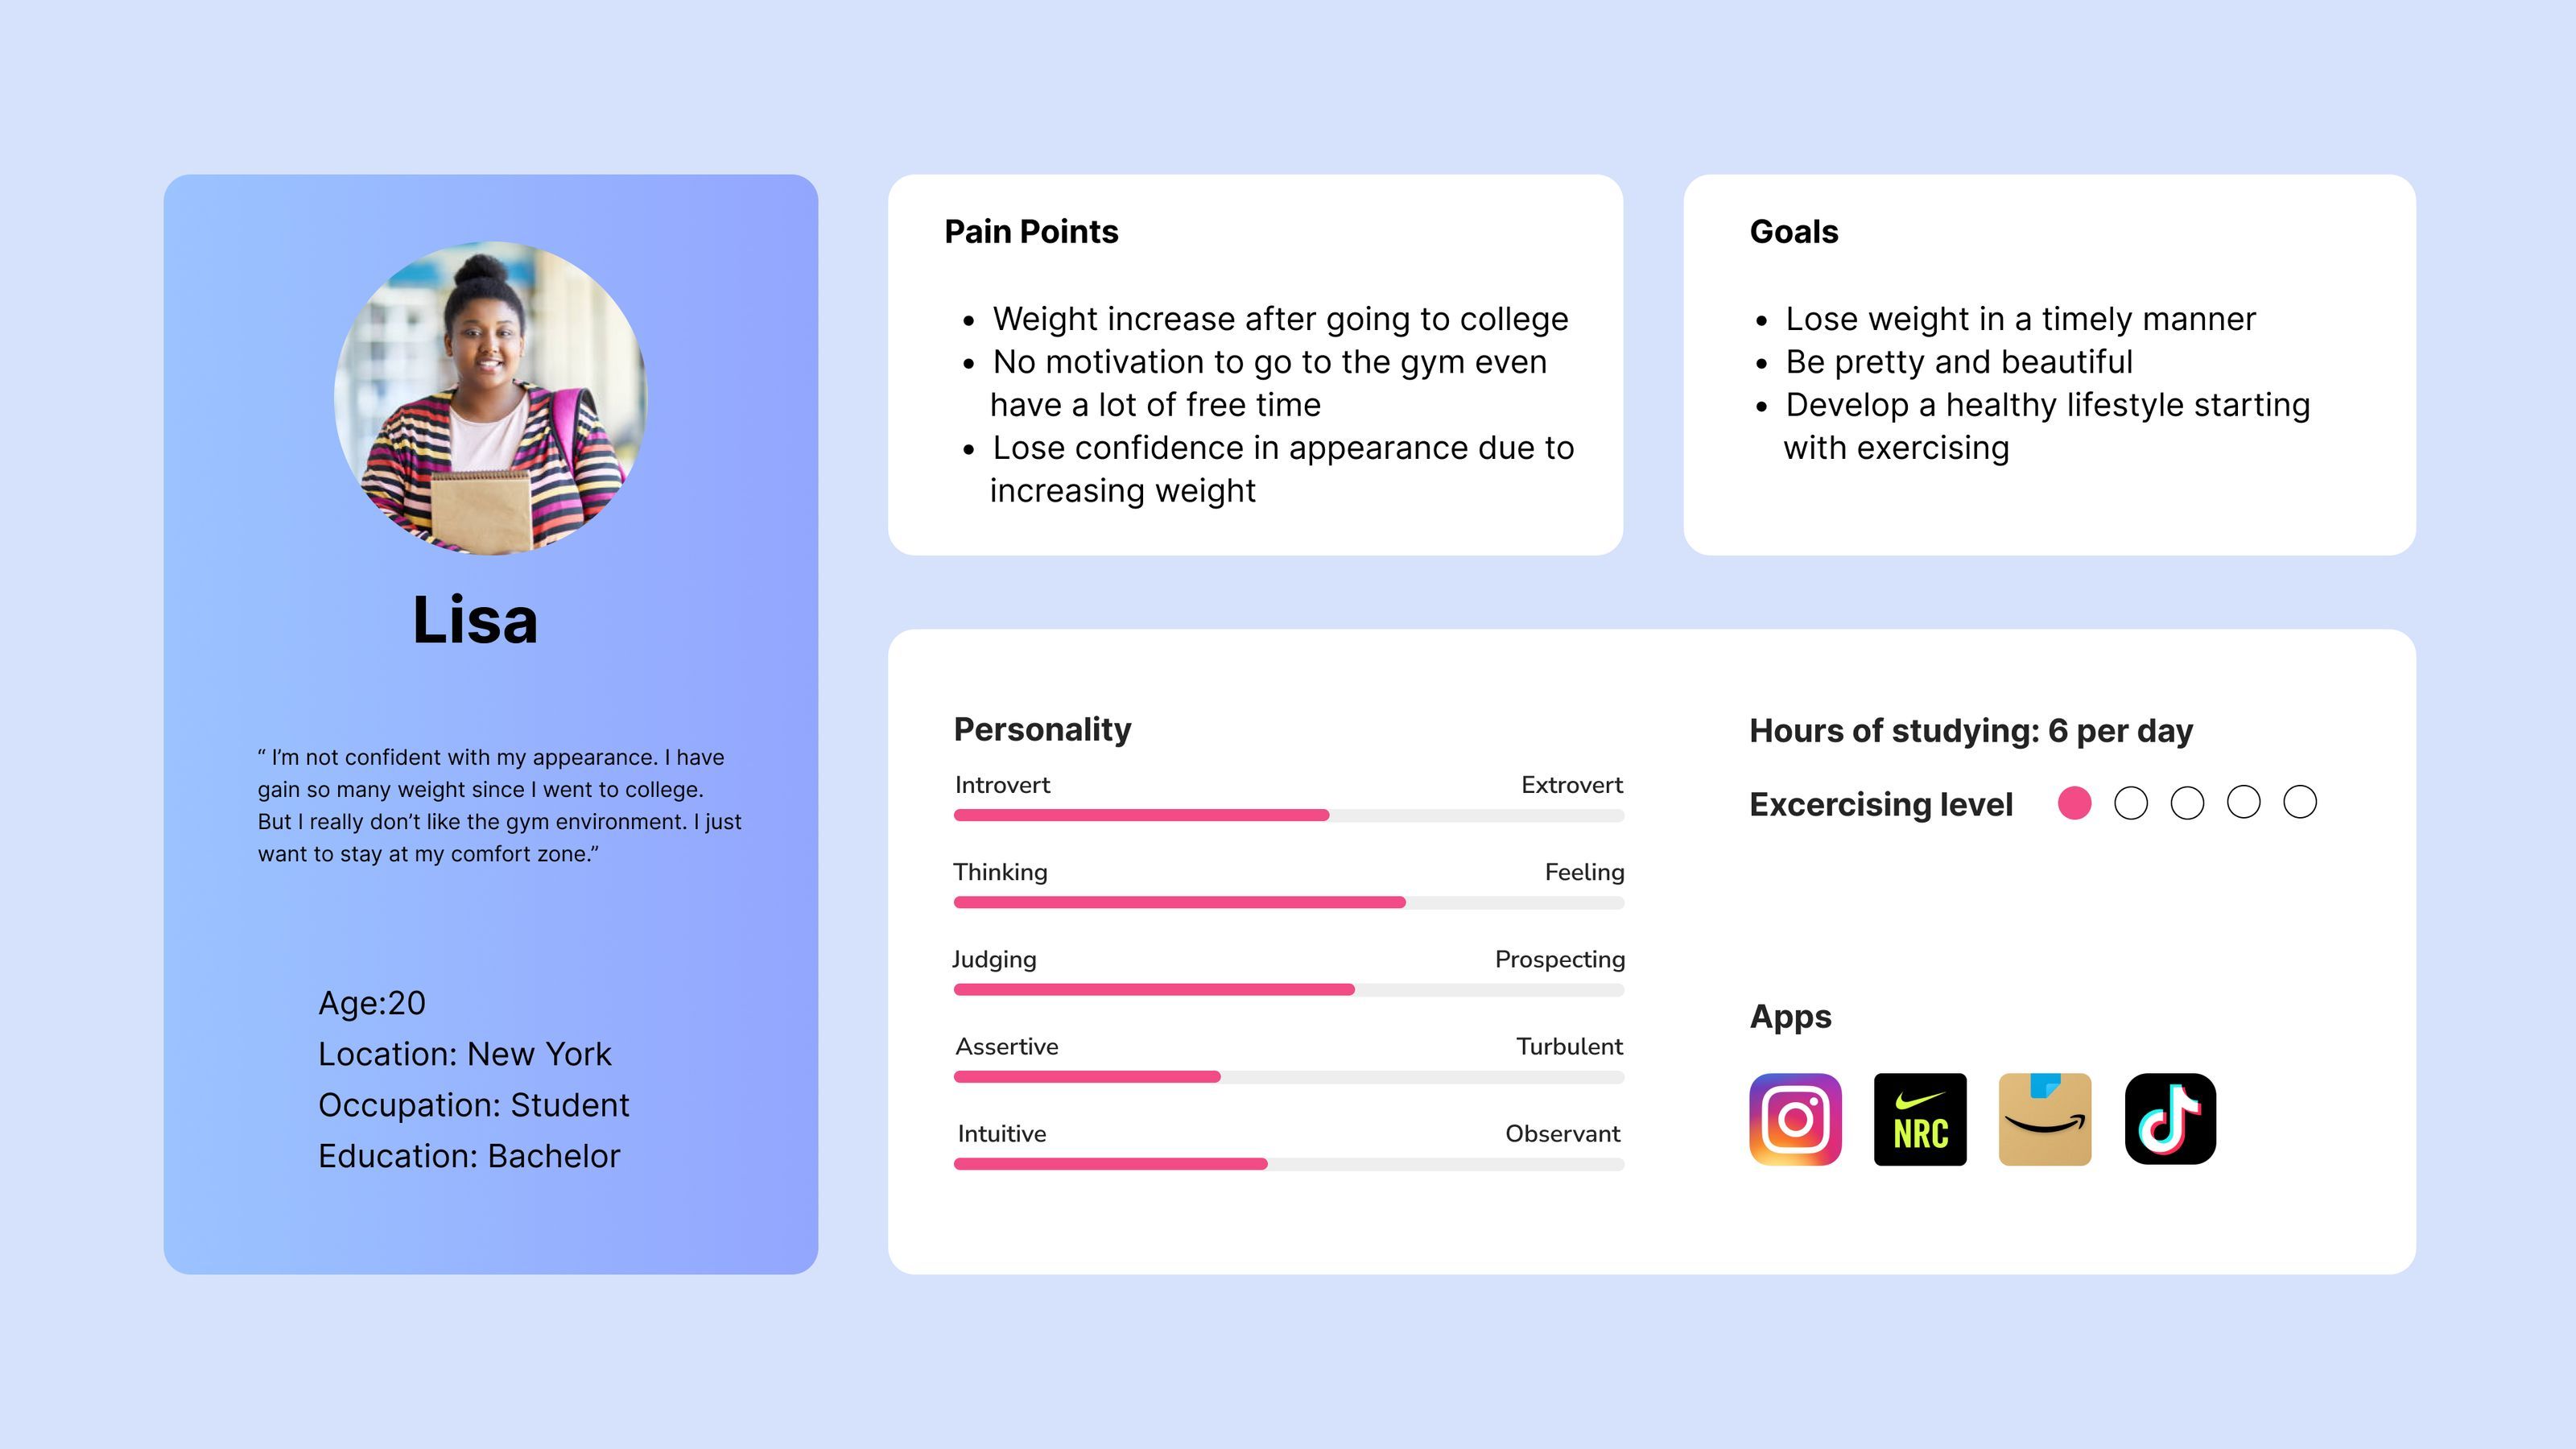 Lisa
“ I’m not confident with my appearance. I have
gain so many weight since I went to college.
But I really don’t like the gym environment. I just
want to stay at my comfort zone.”
Age:20
Location: New York
Occupation: Student
Education: Bachelor
Pain Points
• Weight increase after going to college
• No motivation to go to the gym even
have a lot of free time
• Lose confidence in appearance due to
increasing weight
Goals
• Lose weight in a timely manner
• Be pretty and beautiful
• Develop a healthy lifestyle starting
with exercising
Personality
Introvert Extrovert
Thinking Feeling
Judging Prospecting
Assertive Turbulent
Intuitive Observant
Hours of studying: 6 per day
Excercising level
Apps
NRC